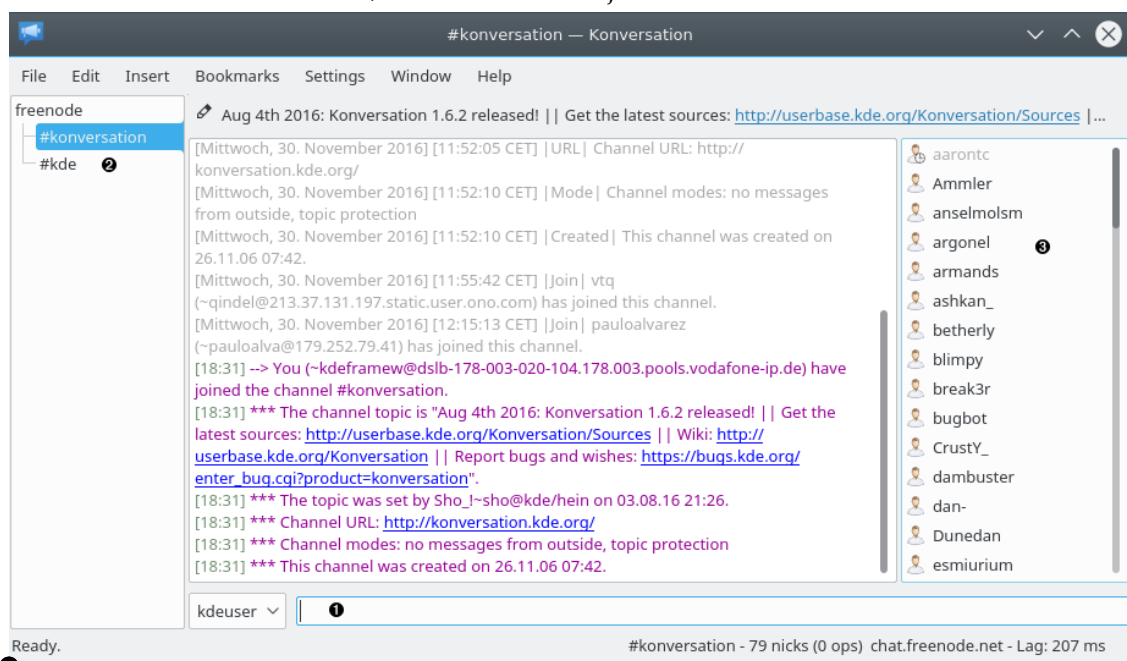 #konversation — Konversation
File Edit Insert Bookmarks Settings Window Help
freenode
#konversation
#kde ❷
Aug 4th 2016: Konversation 1.6.2 released! || Get the latest sources: http://userbase.kde.org/Konversation/Sources |...
[Mittwoch, 30. November 2016] [11:52:05 CET] |URL| Channel URL: http://
konversation.kde.org/
[Mittwoch, 30. November 2016] [11:52:10 CET] |Mode| Channel modes: no messages
from outside, topic protection
[Mittwoch, 30. November 2016] [11:52:10 CET] |Created| This channel was created on
26.11.06 07:42.
[Mittwoch, 30. November 2016] [11:55:42 CET] |Join| vtq
(~qindel@213.37.131.197.static.user.ono.com) has joined this channel.
[Mittwoch, 30. November 2016] [12:15:13 CET] |Join| pauloalvarez
(~pauloalva@179.252.79.41) has joined this channel.
[18:31] --> You (~kdeframew@dslb-178-003-020-104.178.003.pools.vodafone-ip.de) have
joined the channel #konversation.
[18:31] *** The channel topic is "Aug 4th 2016: Konversation 1.6.2 released! || Get the
latest sources: http://userbase.kde.org/Konversation/Sources || Wiki: http://
userbase.kde.org/Konversation || Report bugs and wishes: https://bugs.kde.org/
enter_bug.cgi?product=konversation".
[18:31] *** The topic was set by Sho_!~sho@kde/hein on 03.08.16 21:26.
[18:31] *** Channel URL: http://konversation.kde.org/
[18:31] *** Channel modes: no messages from outside, topic protection
[18:31] *** This channel was created on 26.11.06 07:42.
aarontc
Ammler
anselmolsm
argonel ❸
armands
ashkan_
betherly
blimpy
break3r
bugbot
CrustY_
dambuster
dan-
Dunedan
esmiurium
kdeuser ❶
Ready.
#konversation - 79 nicks (0 ops) chat.freenode.net - Lag: 207 ms